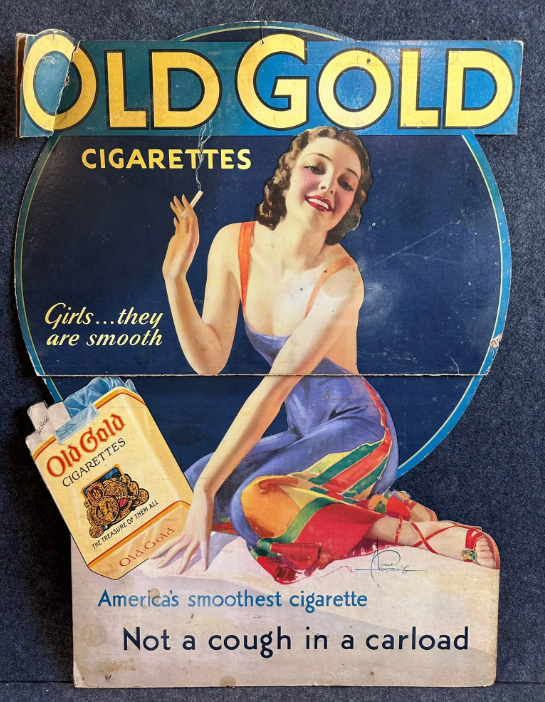 OLD GOLD
CIGARETTES
Girls...they
are smooth
Old Gold
CIGARETTES
THE TREASURE OF THEM ALL
Old Gold
America's smoothest cigarette
Not a cough in a carload